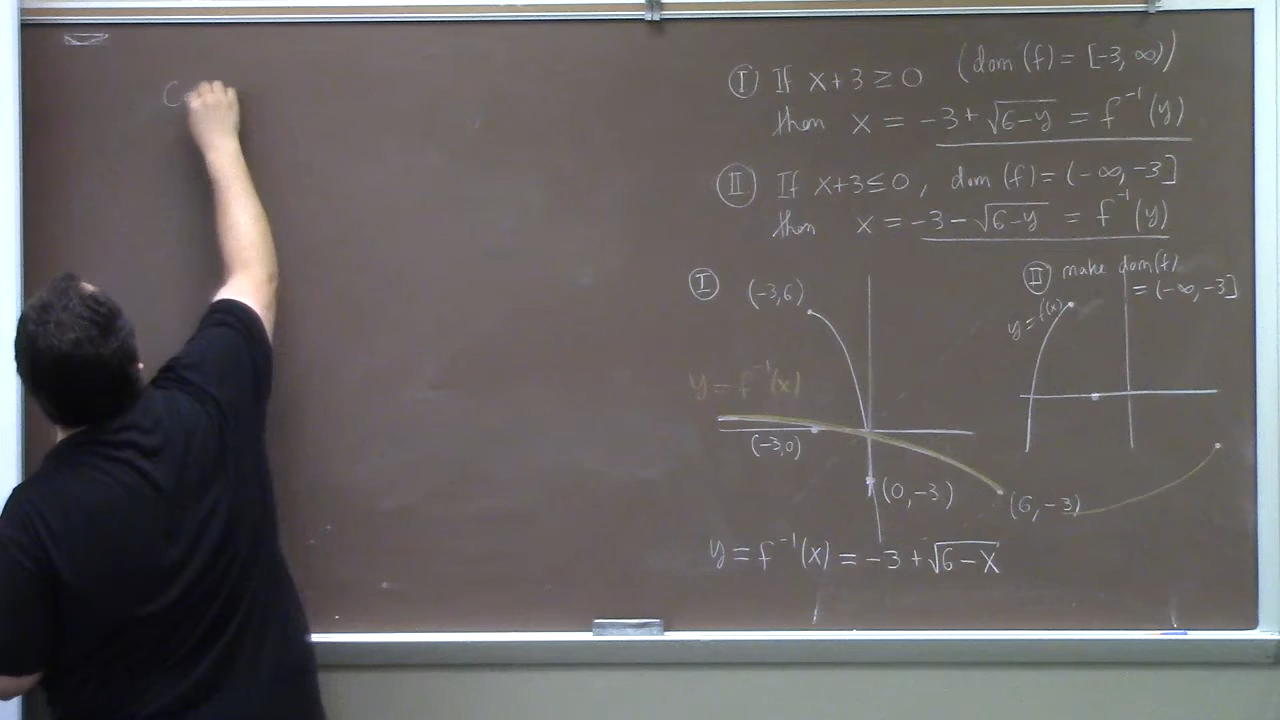 C
Ⓘ If x+3 ≥ 0 (dom (f) = [-3, ∞))
then x = -3 + √(6-y) = f⁻¹(y)
Ⓘⓘ If x+3 ≤ 0, dom (f) = (-∞, -3]
then x = -3 - √(6-y) = f⁻¹(y)
Ⓘ (-3,6)
y = f⁻¹(x)
(-3,0)
(0,-3)
(6,-3)
Ⓘⓘ make dom(f)
= (-∞, -3]
y = f(x)
y = f⁻¹(x) = -3 + √(6-x)